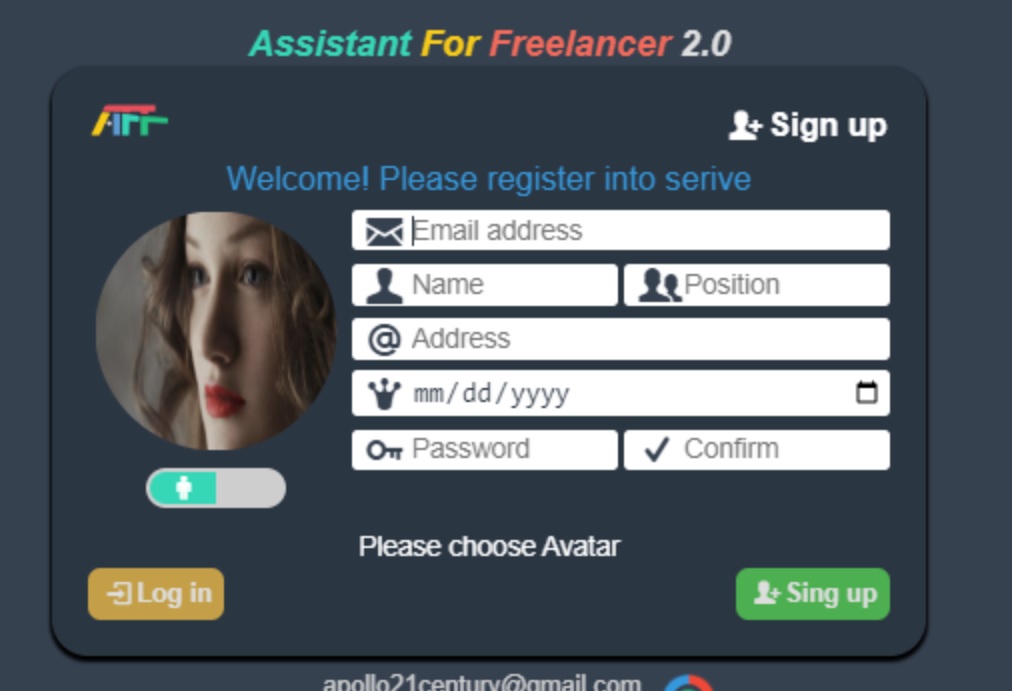 Assistant For Freelancer 2.0
AFF
Sign up
Welcome! Please register into serive
Email address
Name
Position
Address
mm/dd/yyyy
Password
Confirm
Please choose Avatar
Log in
Sing up
apollo21century@gmail.com